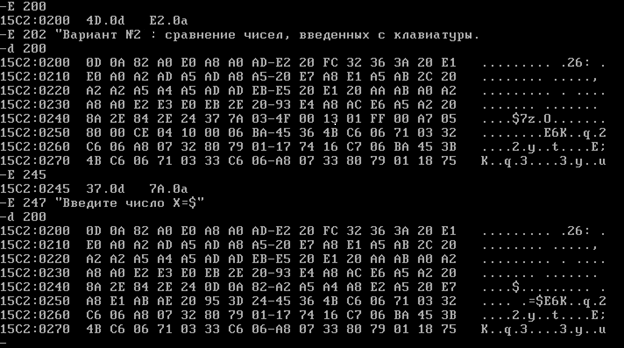 -E 200
15C2:0200  4D.0d   E2.0a
-E 202 "Вариант №2 : сравнение чисел, введенных с клавиатуры.
-d 200
15C2:0200  0D 0A 82 A0 E0 A8 A0 AD-E2 20 FC 32 36 3A 20 E1   ......... .26: .
15C2:0210  E0 A0 A2 AD A5 AD A8 A5-20 E7 A8 E1 A5 AB 2C 20   ........ .....,
15C2:0220  A2 A2 A5 A4 A5 AD AD EB-E5 20 E1 20 AA AB A0 A2   ......... . ....
15C2:0230  A8 A0 E2 E3 E0 EB 2E 20-93 E4 A8 AC E6 A5 A2 20   ....... .......
15C2:0240  8A 2E 84 2E 24 37 7A 03-4F 00 13 01 FF 00 A7 05   ....$7z.O.......
15C2:0250  80 00 CE 04 10 00 06 BA-45 36 4B C6 06 71 03 32   ........E6K..q.2
15C2:0260  C6 06 A8 07 32 80 79 01-17 74 16 C7 06 BA 45 3B   ....2.y..t....E;
15C2:0270  4B C6 06 71 03 33 C6 06-A8 07 33 80 79 01 18 75   K..q.3....3.y..u
-E 245
15C2:0245  37.0d   7A.0a
-E 247 "Введите число X=$"
-d 200
15C2:0200  0D 0A 82 A0 E0 A8 A0 AD-E2 20 FC 32 36 3A 20 E1   ......... .26: .
15C2:0210  E0 A0 A2 AD A5 AD A8 A5-20 E7 A8 E1 A5 AB 2C 20   ........ .....,
15C2:0220  A2 A2 A5 A4 A5 AD AD EB-E5 20 E1 20 AA AB A0 A2   ......... . ....
15C2:0230  A8 A0 E2 E3 E0 EB 2E 20-93 E4 A8 AC E6 A5 A2 20   ....... .......
15C2:0240  8A 2E 84 2E 24 0D 0A 82-A2 A5 A4 A8 E2 A5 20 E7   ....$......... .
15C2:0250  A8 E1 AB AE 20 95 3D 24-45 36 4B C6 06 71 03 32   .... .=$E6K..q.2
15C2:0260  C6 06 A8 07 32 80 79 01-17 74 16 C7 06 BA 45 3B   ....2.y..t....E;
15C2:0270  4B C6 06 71 03 33 C6 06-A8 07 33 80 79 01 18 75   K..q.3....3.y..u
-